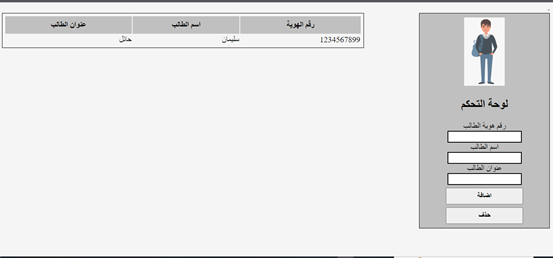 رقم الهوية اسم الطالب عنوان الطالب
1234567899 سليمان حائل
لوحة التحكم
رقم هوية الطالب
اسم الطالب
عنوان الطالب
اضافة
حذف